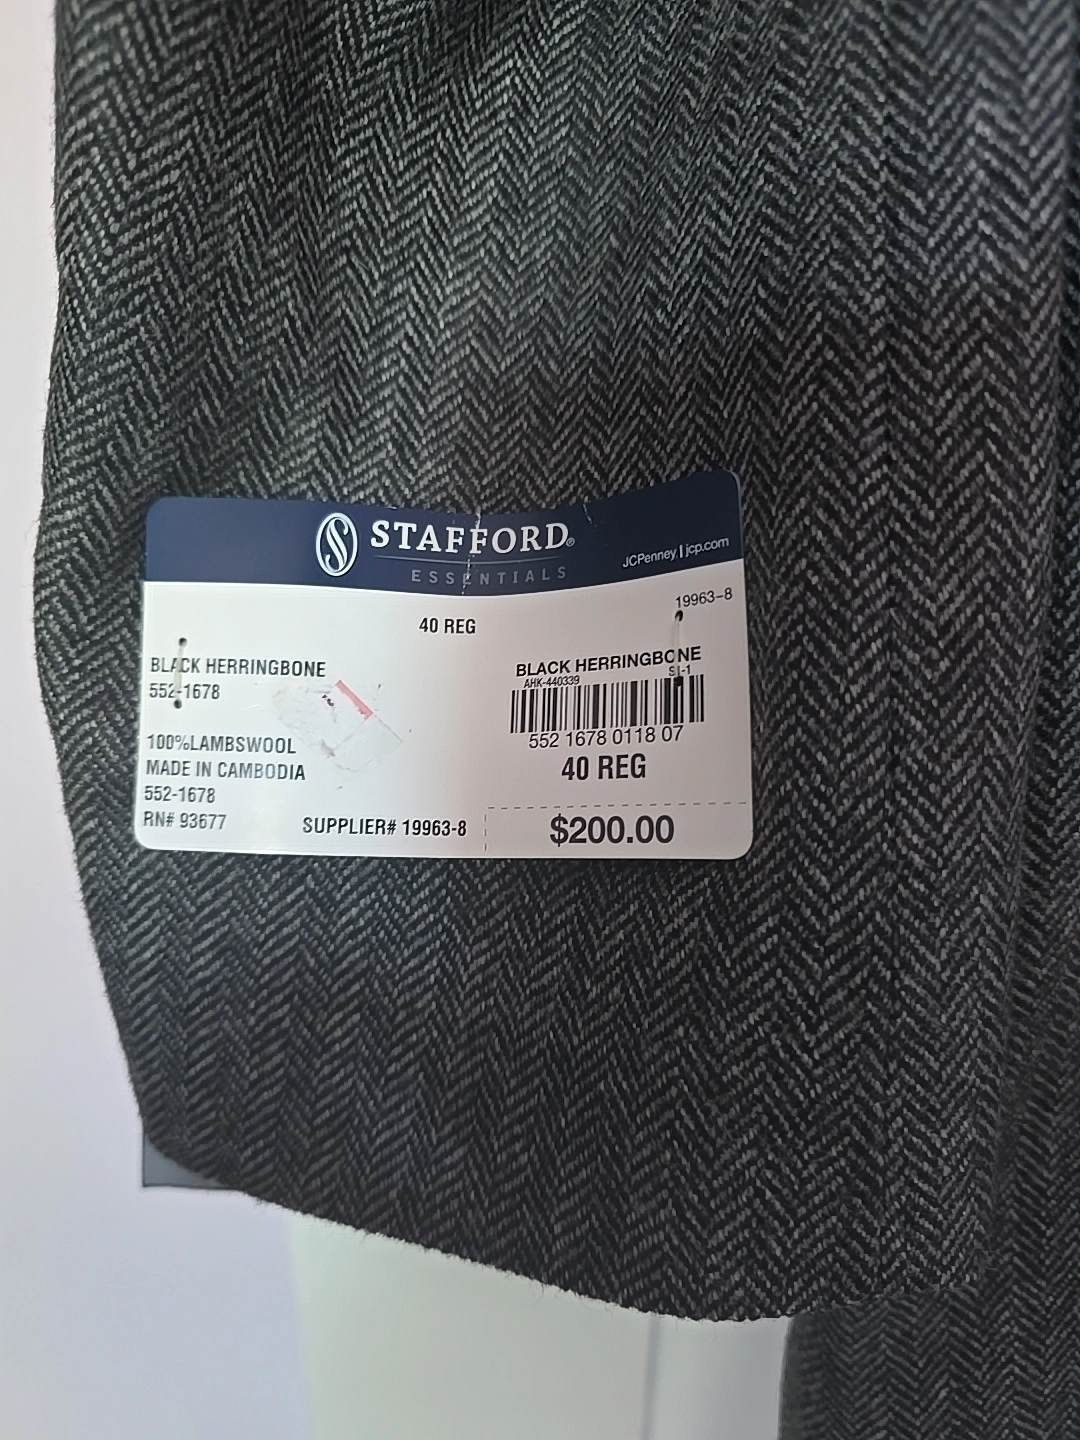 STAFFORD®
ESSENTIALS
JCPenney | jcp.com
19963-8
40 REG
BLACK HERRINGBONE
552-1678
100%LAMBSWOOL
MADE IN CAMBODIA
552-1678
RN# 93677
SUPPLIER# 19963-8
BLACK HERRINGBONE
AHK-440339
552 1678 0118 07
40 REG
$200.00